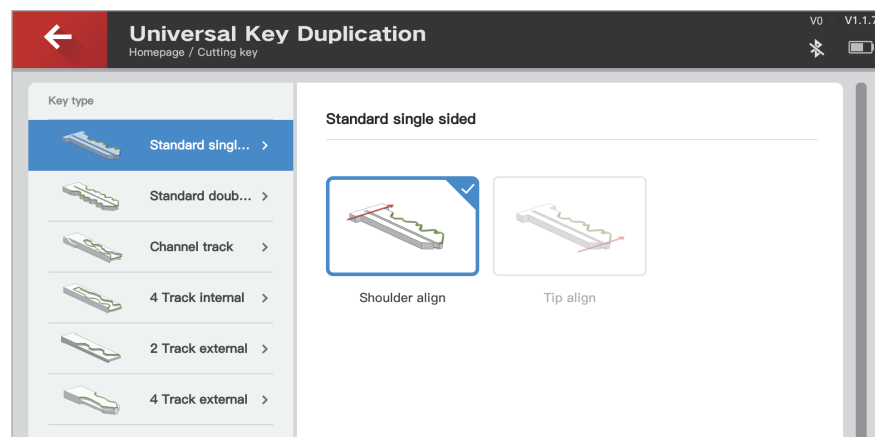 Universal Key Duplication
Homepage / Cutting key
V0 V1.1.7
Key type
Standard singl...
Standard doub...
Channel track
4 Track internal
2 Track external
4 Track external
Standard single sided
Shoulder align
Tip align